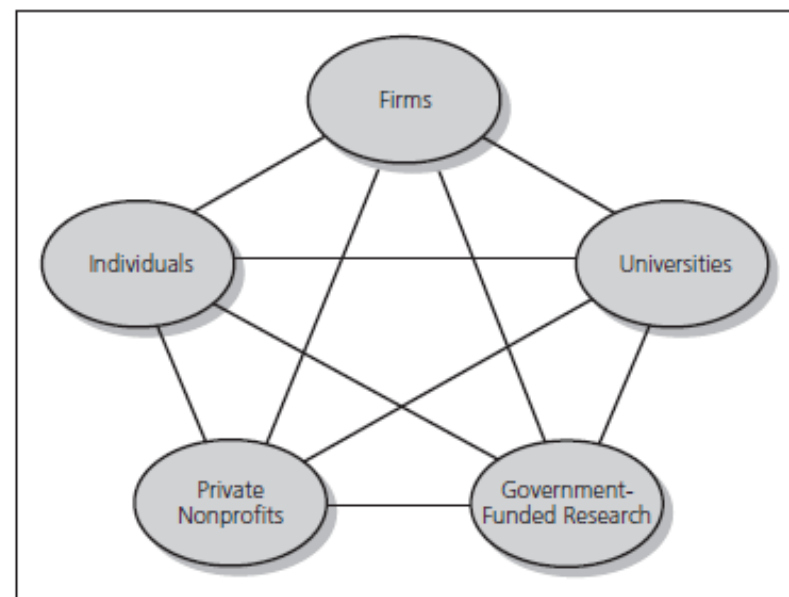 Firms
Individuals
Universities
Private
Nonprofits
Government-
Funded Research